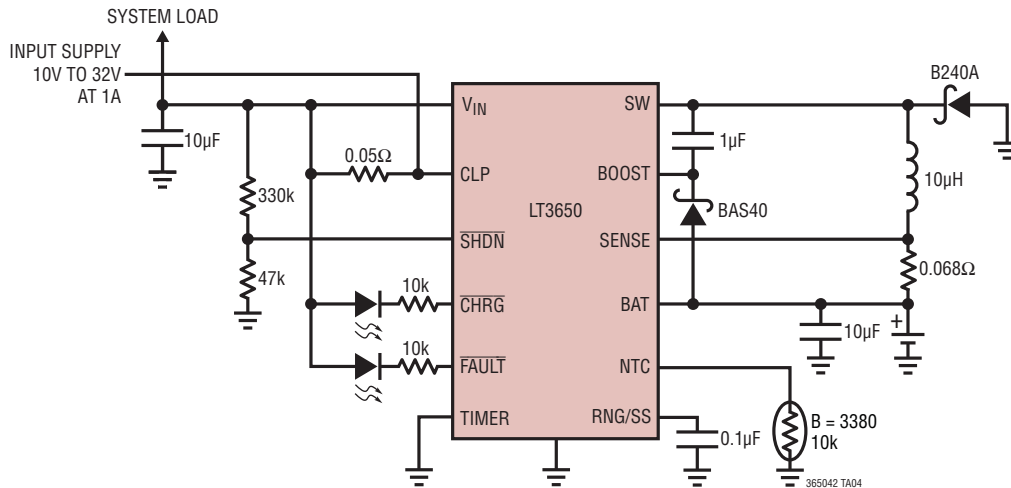 SYSTEM LOAD
INPUT SUPPLY
10V TO 32V
AT 1A
10µF
330k
47k
0.05Ω
10k
10k
VIN
CLP
SHDN
CHRG
FAULT
TIMER
LT3650
SW
BOOST
SENSE
BAT
NTC
RNG/SS
1µF
BAS40
B240A
10µH
0.068Ω
10µF
+
0.1µF
B = 3380
10k
365042 TA04